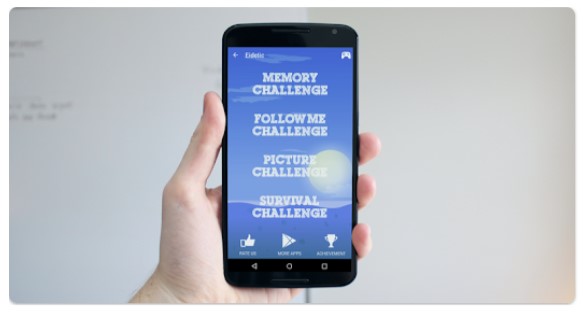 Eidetic
MEMORY
CHALLENGE
FOLLOW ME
CHALLENGE
PICTURE
CHALLENGE
SURVIVAL
CHALLENGE
RATE US
MORE APPS
ACHIEVEMENT